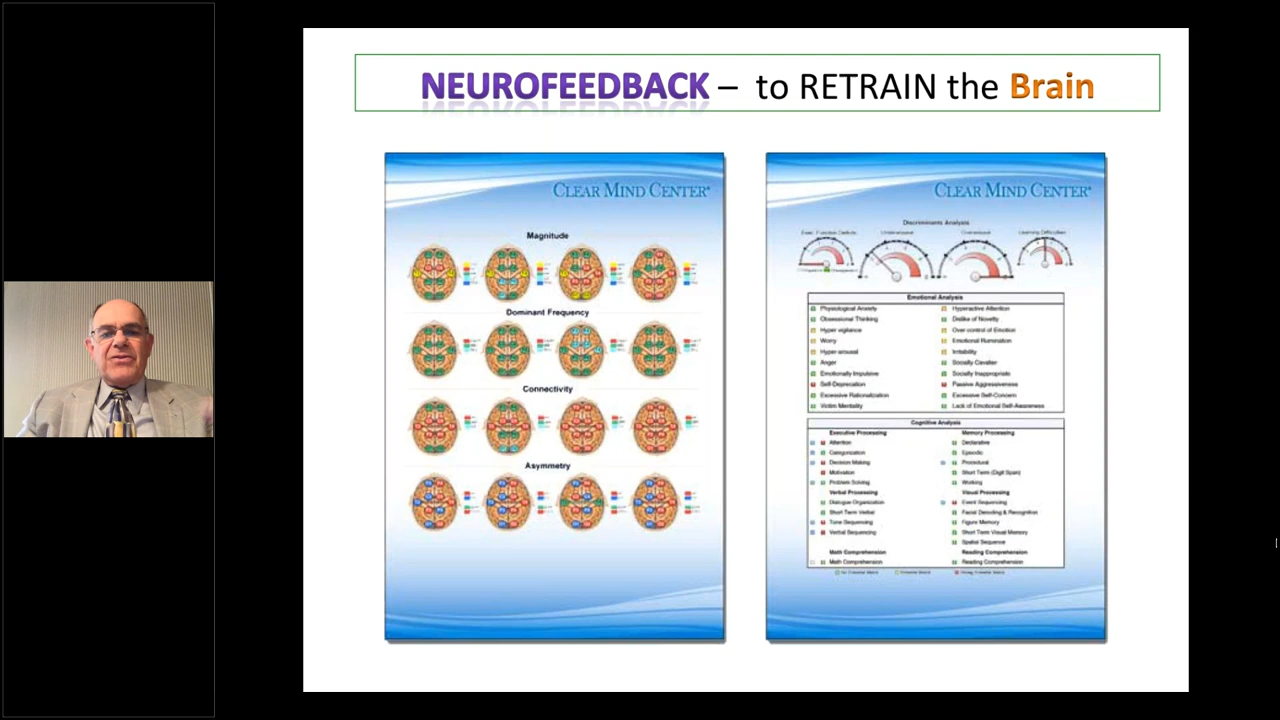 NEUROFEEDBACK – to RETRAIN the Brain
CLEAR MIND CENTER
Magnitude
Dominant Frequency
Connectivity
Asymmetry
CLEAR MIND CENTER
Discriminants Analysis
Learning Difficulties
Emotional Analysis
Physiological Anxiety
Hyperactive Attention
Obsessional Thinking
Dislike of Novelty
Hyper vigilance
Over control of Emotion
Worry
Emotional Rumination
Hyper-arousal
Irritability
Anger
Socially Cavalier
Emotionally Impulsive
Socially Inappropriate
Self-Deprecation
Passive Aggressiveness
Excessive Rationalization
Excessive Self-Concern
Victim Mentality
Lack of Emotional Self-Awareness
Cognitive Analysis
Executive Processing
Memory Processing
Attention
Declarative
Categorization
Episodic
Decision Making
Procedural
Motivation
Short Term (Digit Span)
Problem Solving
Working
Verbal Processing
Visual Processing
Dialogue Organization
Event Sequencing
Short Term Verbal
Facial Decoding & Recognition
Tone Sequencing
Figure Memory
Verbal Sequencing
Short Term Visual Memory
Spatial Sequence
Math Comprehension
Reading Comprehension
Math Comprehension
Reading Comprehension